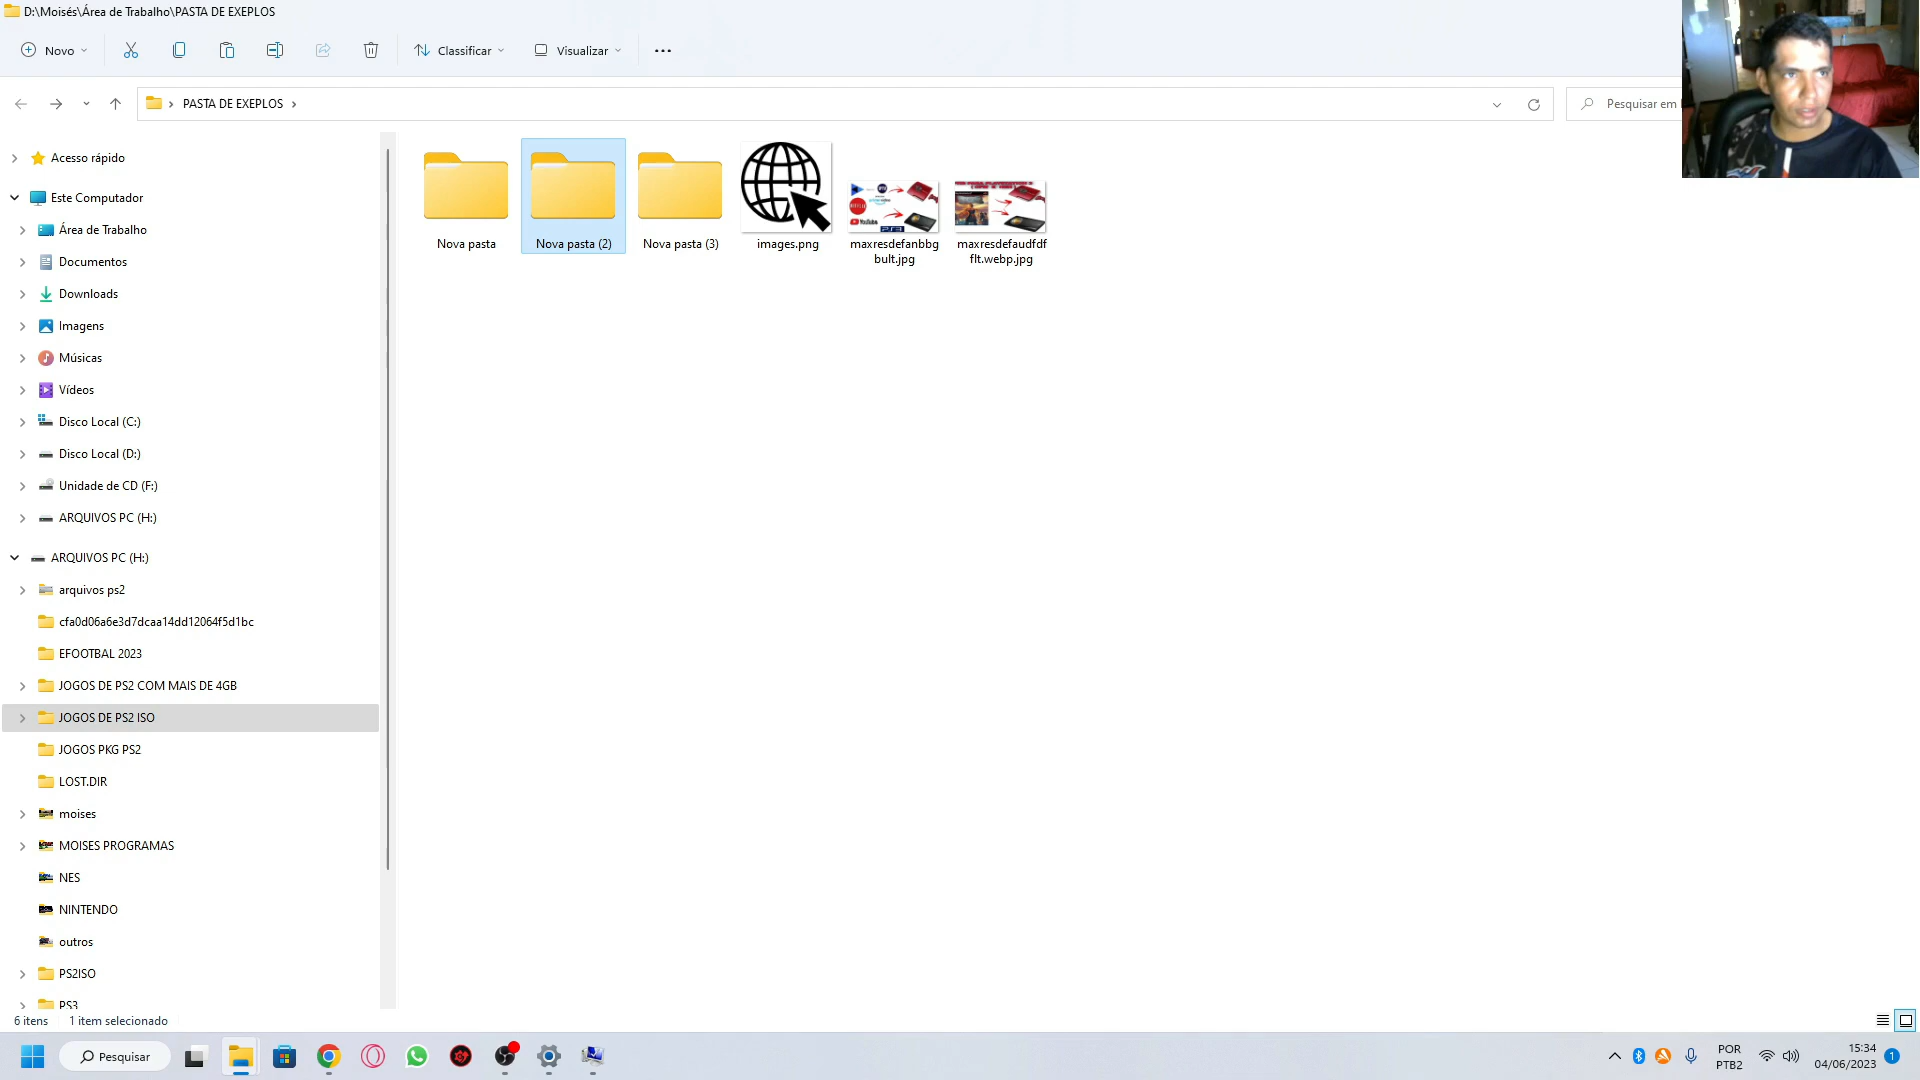 D:\Moisés\Área de Trabalho\PASTA DE EXEPLOS
Novo
Classificar
Visualizar
PASTA DE EXEPLOS
Pesquisar em
Acesso rápido
Este Computador
Área de Trabalho
Documentos
Downloads
Imagens
Músicas
Vídeos
Disco Local (C:)
Disco Local (D:)
Unidade de CD (F:)
ARQUIVOS PC (H:)
ARQUIVOS PC (H:)
arquivos ps2
cfa0d06a6e3d7dcaa14dd12064f5d1bc
EFOOTBAL 2023
JOGOS DE PS2 COM MAIS DE 4GB
JOGOS DE PS2 ISO
JOGOS PKG PS2
LOST.DIR
moises
MOISES PROGRAMAS
NES
NINTENDO
outros
PS2ISO
PS3
Nova pasta
Nova pasta (2)
Nova pasta (3)
images.png
maxresdefanbbg
bult.jpg
maxresdefaudfdf
flt.webp.jpg
YouTube
6 itens
1 item selecionado
Pesquisar
POR
PTB2
15:34
04/06/2023
1